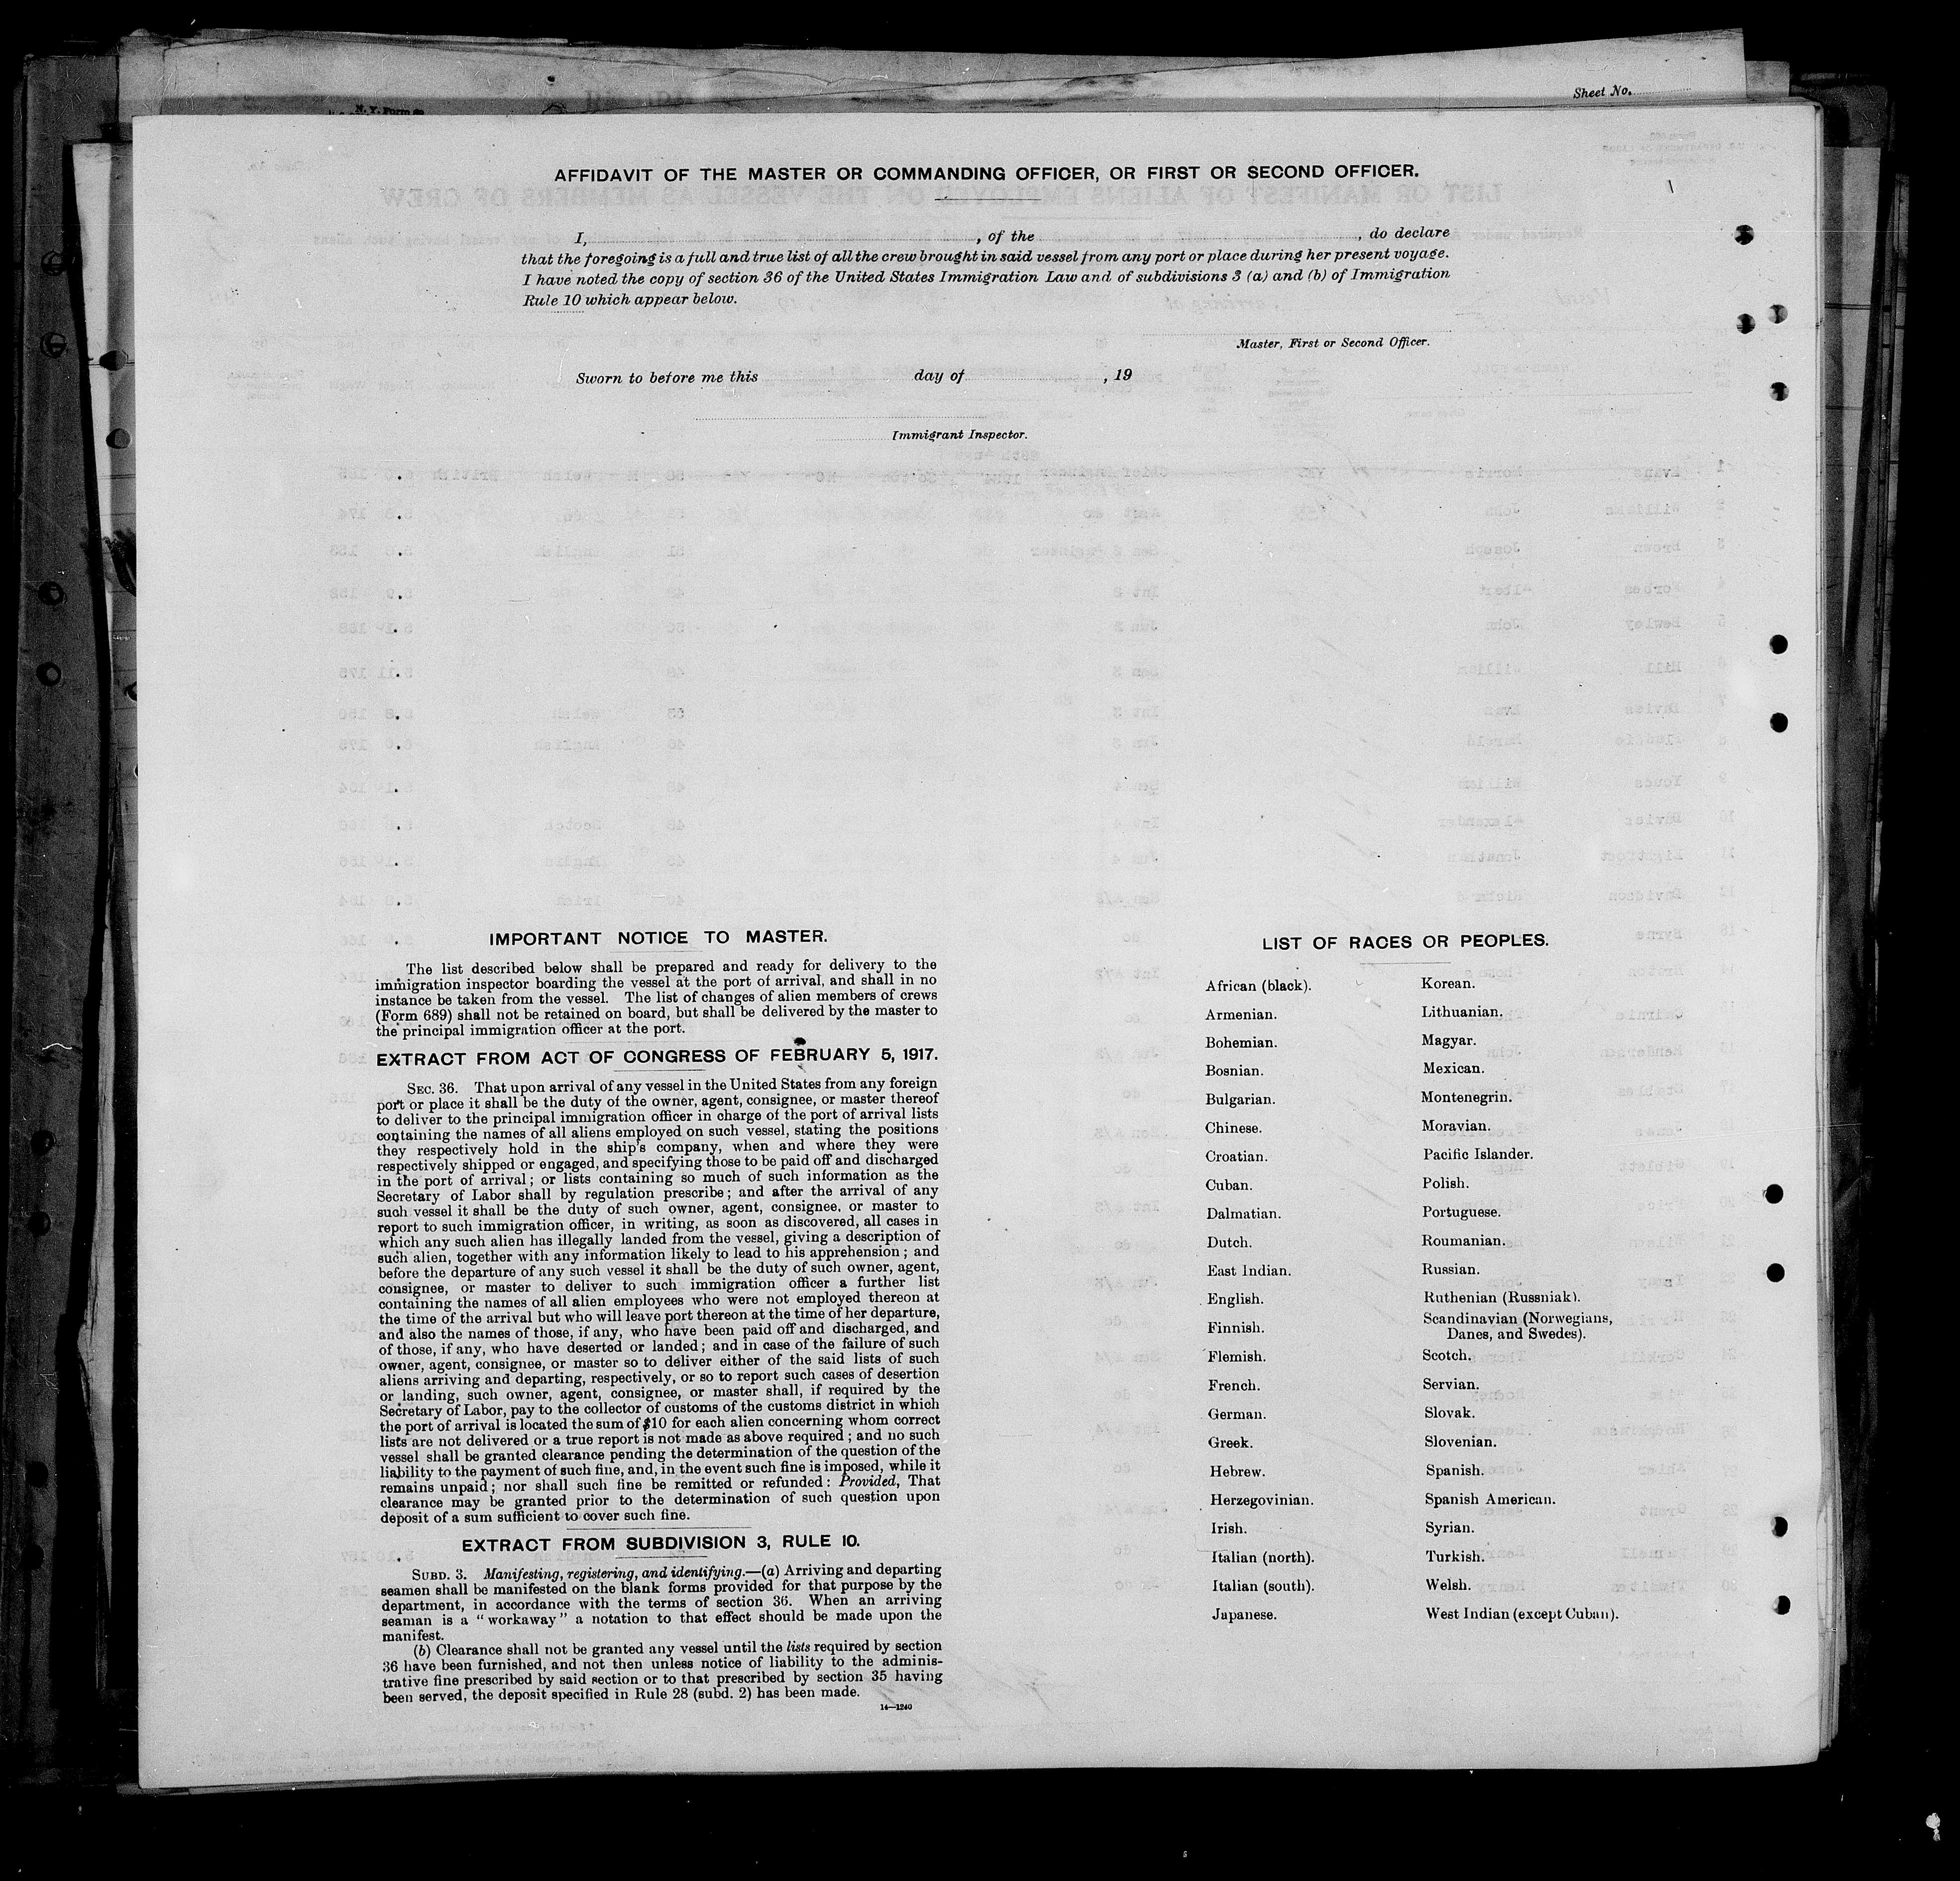 Sheet No.
N. Y. Form
AFFIDAVIT OF THE MASTER OR COMMANDING OFFICER, OR FIRST OR SECOND OFFICER.
I, , of the , do declare
that the foregoing is a full and true list of all the crew brought in said vessel from any port or place during her present voyage.
I have noted the copy of section 36 of the United States Immigration Law and of subdivisions 3 (a) and (b) of Immigration
Rule 10 which appear below.
Master, First or Second Officer.
Sworn to before me this day of , 19
Immigrant Inspector.
IMPORTANT NOTICE TO MASTER.
The list described below shall be prepared and ready for delivery to the
immigration inspector boarding the vessel at the port of arrival, and shall in no
instance be taken from the vessel. The list of changes of alien members of crews
(Form 689) shall not be retained on board, but shall be delivered by the master to
the principal immigration officer at the port.
EXTRACT FROM ACT OF CONGRESS OF FEBRUARY 5, 1917.
SEC. 36. That upon arrival of any vessel in the United States from any foreign
port or place it shall be the duty of the owner, agent, consignee, or master thereof
to deliver to the principal immigration officer in charge of the port of arrival lists
containing the names of all aliens employed on such vessel, stating the positions
they respectively hold in the ship's company, when and where they were
respectively shipped or engaged, and specifying those to be paid off and discharged
in the port of arrival; or lists containing so much of such information as the
Secretary of Labor shall by regulation prescribe; and after the arrival of any
such vessel it shall be the duty of such owner, agent, consignee, or master to
report to such immigration officer, in writing, as soon as discovered, all cases in
which any such alien has illegally landed from the vessel, giving a description of
such alien, together with any information likely to lead to his apprehension; and
before the departure of any such vessel it shall be the duty of such owner, agent,
consignee, or master to deliver to such immigration officer a further list
containing the names of all alien employees who were not employed thereon at
the time of the arrival but who will leave port thereon at the time of her departure,
and also the names of those, if any, who have been paid off and discharged, and
of those, if any, who have deserted or landed; and in case of the failure of such
owner, agent, consignee, or master so to deliver either of the said lists of such
aliens arriving and departing, respectively, or so to report such cases of desertion
or landing, such owner, agent, consignee, or master shall, if required by the
Secretary of Labor, pay to the collector of customs of the customs district in which
the port of arrival is located the sum of $10 for each alien concerning whom correct
lists are not delivered or a true report is not made as above required; and no such
vessel shall be granted clearance pending the determination of the question of the
liability to the payment of such fine, and, in the event such fine is imposed, while it
remains unpaid; nor shall such fine be remitted or refunded: Provided, That
clearance may be granted prior to the determination of such question upon
deposit of a sum sufficient to cover such fine.
EXTRACT FROM SUBDIVISION 3, RULE 10.
SUBD. 3. Manifesting, registering, and identifying.—(a) Arriving and departing
seamen shall be manifested on the blank forms provided for that purpose by the
department, in accordance with the terms of section 36. When an arriving
seaman is a "workaway" a notation to that effect should be made upon the
manifest.
(b) Clearance shall not be granted any vessel until the lists required by section
36 have been furnished, and not then unless notice of liability to the adminis-
trative fine prescribed by said section or to that prescribed by section 35 having
been served, the deposit specified in Rule 28 (subd. 2) has been made.
14—1240
LIST OF RACES OR PEOPLES.
African (black).
Armenian.
Bohemian.
Bosnian.
Bulgarian.
Chinese.
Croatian.
Cuban.
Dalmatian.
Dutch.
East Indian.
English.
Finnish.
Flemish.
French.
German.
Greek.
Hebrew.
Herzegovinian.
Irish.
Italian (north).
Italian (south).
Japanese.
Korean.
Lithuanian.
Magyar.
Mexican.
Montenegrin.
Moravian.
Pacific Islander.
Polish.
Portuguese.
Roumanian.
Russian.
Ruthenian (Russniak).
Scandinavian (Norwegians,
Danes, and Swedes).
Scotch.
Servian.
Slovak.
Slovenian.
Spanish.
Spanish American.
Syrian.
Turkish.
Welsh.
West Indian (except Cuban).